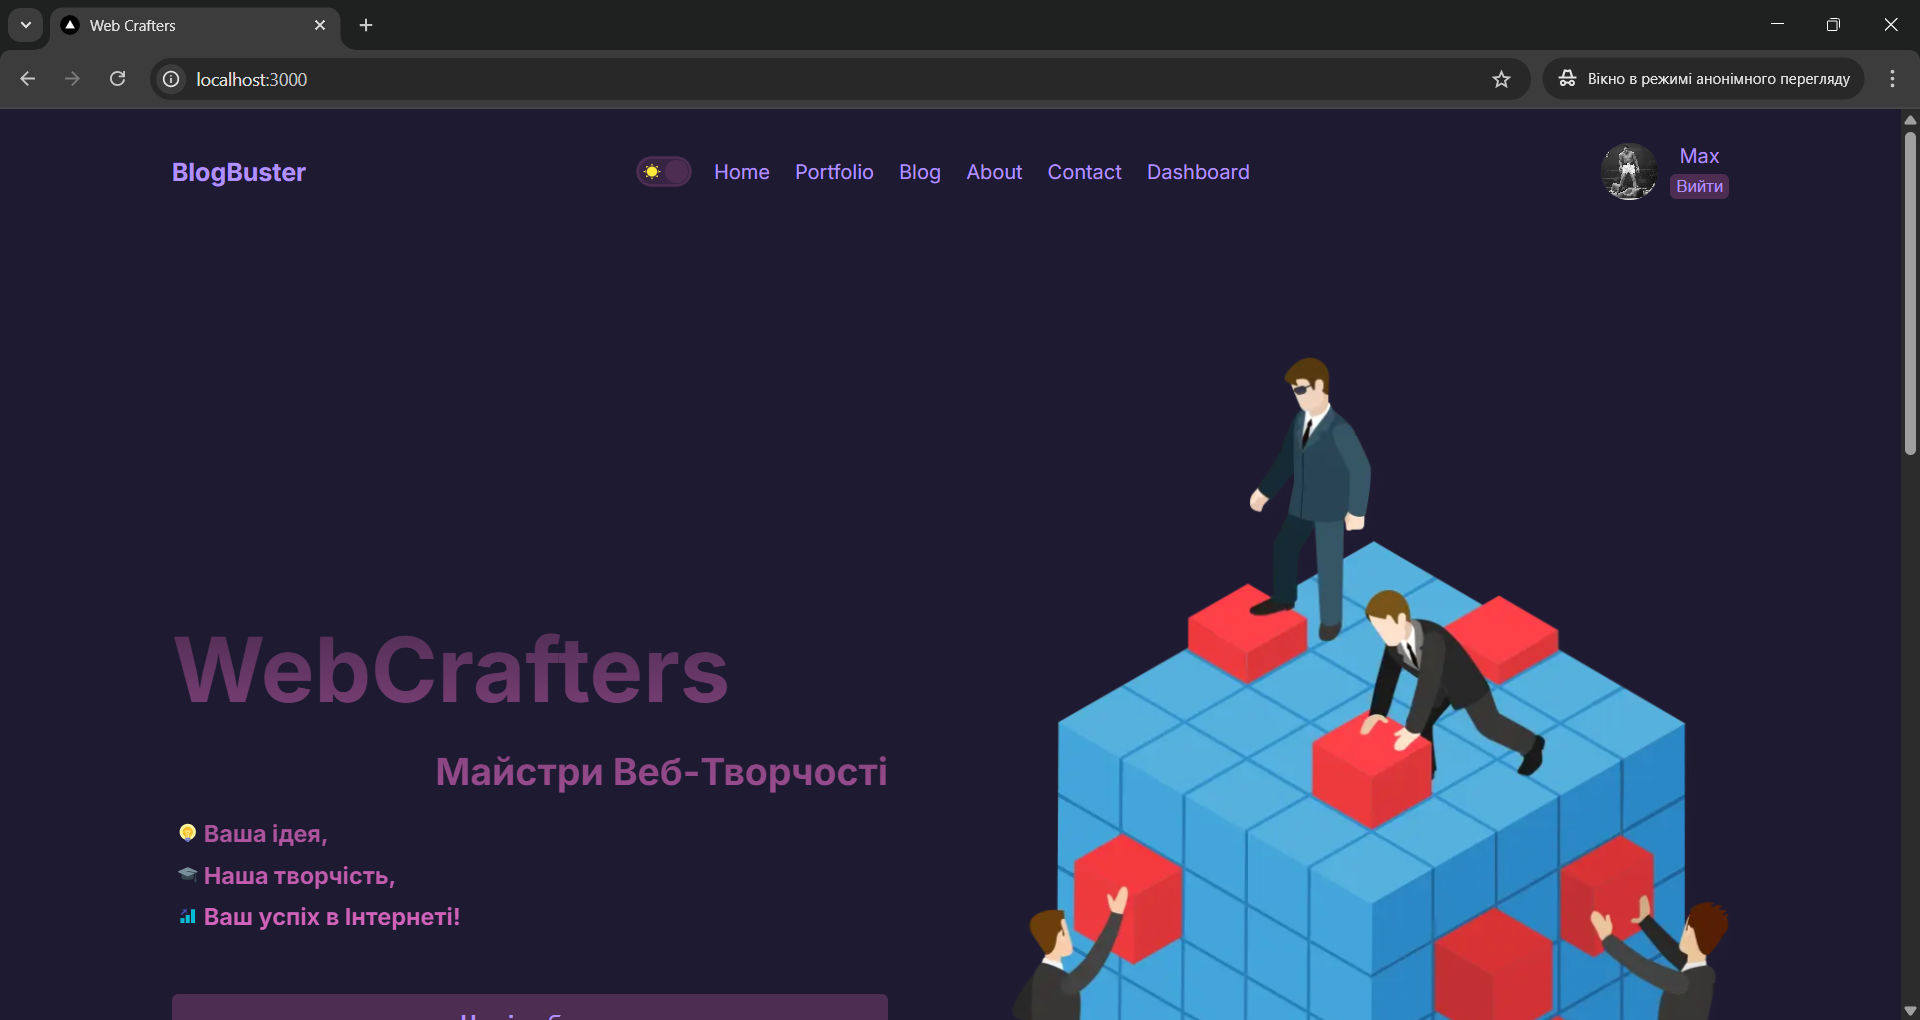 Web Crafters
localhost:3000
Вікно в режимі анонімного перегляду
BlogBuster
Home Portfolio Blog About Contact Dashboard
Max
Вийти
WebCrafters
Майстри Веб-Творчості
Ваша ідея,
Наша творчість,
Ваш успіх в Інтернеті!